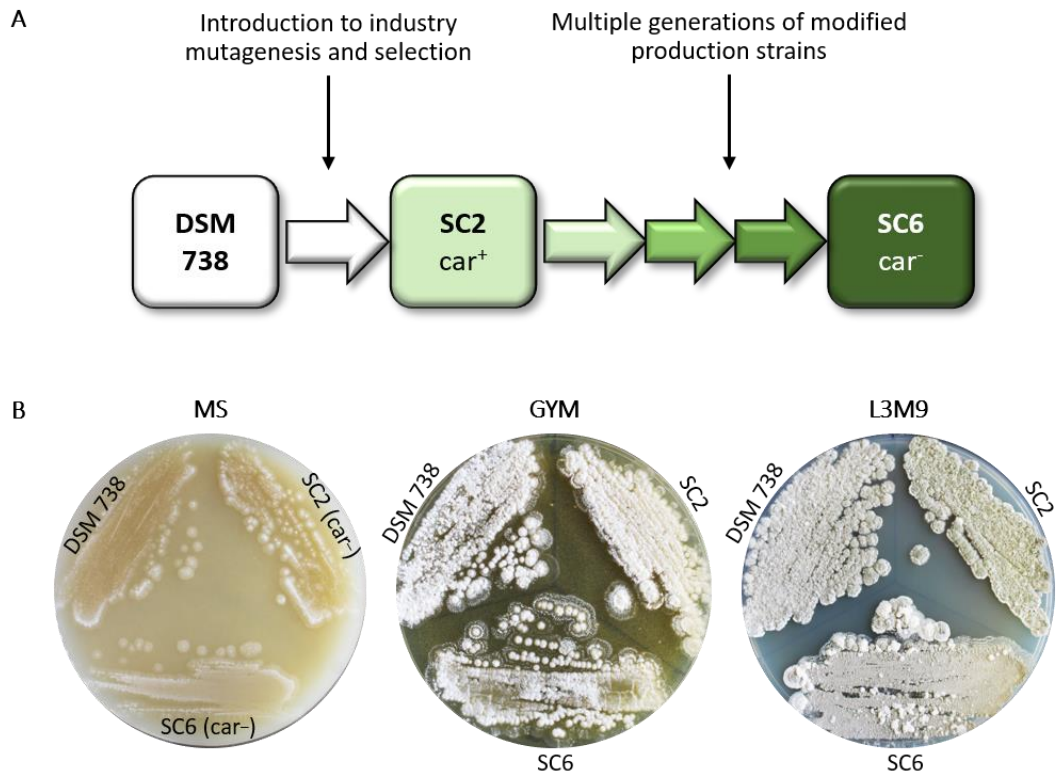 A
Introduction to industry
mutagenesis and selection
Multiple generations of modified
production strains
DSM
738
SC2
car⁺
SC6
car⁻
B
MS
GYM
L3M9
DSM 738
SC2 (car–)
SC6 (car–)
DSM 738
SC2
SC6
DSM 738
SC2
SC6